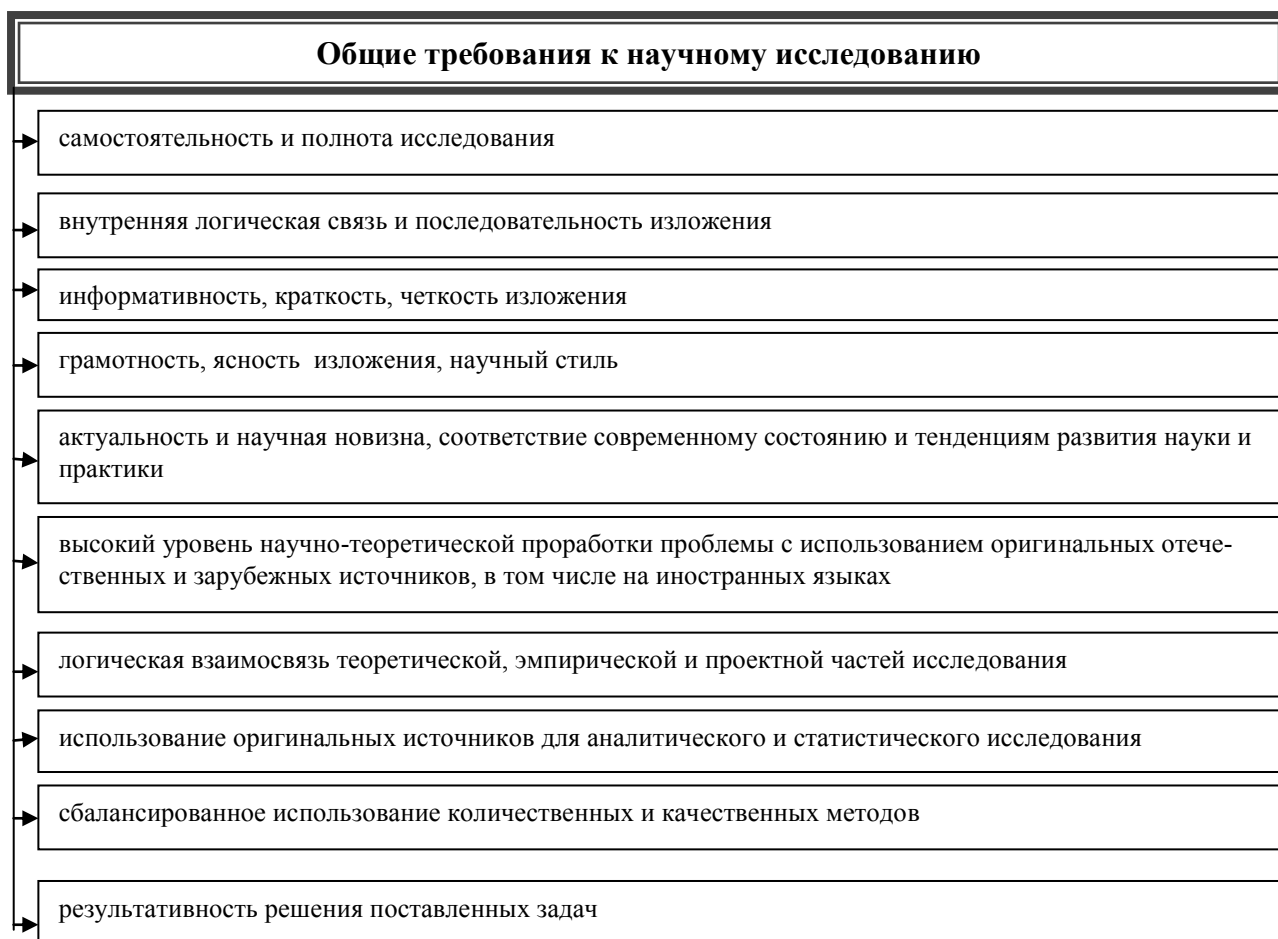 Общие требования к научному исследованию
самостоятельность и полнота исследования
внутренняя логическая связь и последовательность изложения
информативность, краткость, четкость изложения
грамотность, ясность изложения, научный стиль
актуальность и научная новизна, соответствие современному состоянию и тенденциям развития науки и
практики
высокий уровень научно-теоретической проработки проблемы с использованием оригинальных отече-
ственных и зарубежных источников, в том числе на иностранных языках
логическая взаимосвязь теоретической, эмпирической и проектной частей исследования
использование оригинальных источников для аналитического и статистического исследования
сбалансированное использование количественных и качественных методов
результативность решения поставленных задач